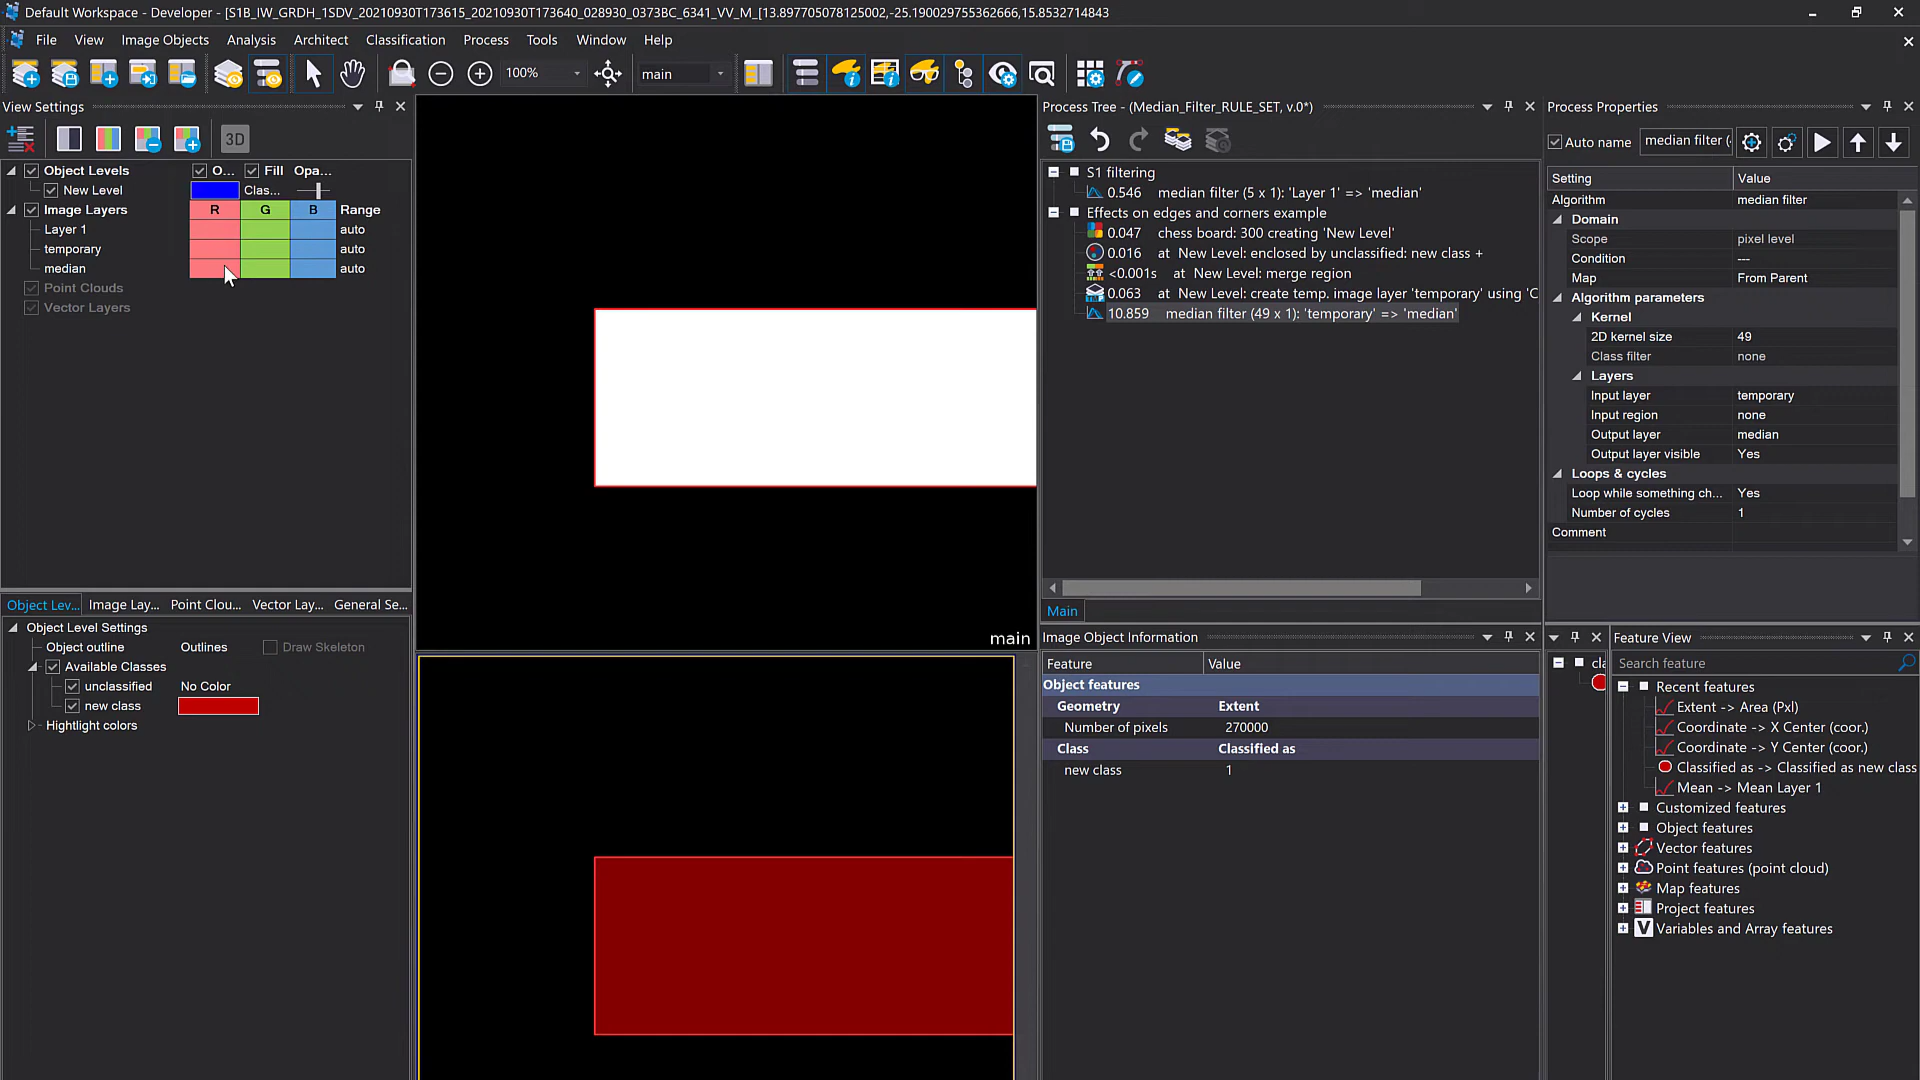 Default Workspace - Developer - [S1B_IW_GRDH_1SDV_20210930T173615_20210930T173640_028930_0373BC_6341_VV_M_[13.897705078125002,-25.190029755362666,15.8532714843
File View Image Objects Analysis Architect Classification Process Tools Window Help
100% main
View Settings
3D
Object Levels O... Fill Opa...
New Level Clas...
Image Layers R G B Range
Layer 1 auto
temporary auto
median auto
Point Clouds
Vector Layers
Object Lev... Image Lay... Point Clou... Vector Lay... General Se...
Object Level Settings
Object outline Outlines Draw Skeleton
Available Classes
unclassified No Color
new class
Hightlight colors
main
Process Tree - (Median_Filter_RULE_SET, v.0*)
S1 filtering
0.546 median filter (5 x 1): 'Layer 1' => 'median'
Effects on edges and corners example
0.047 chess board: 300 creating 'New Level'
0.016 at New Level: enclosed by unclassified: new class +
<0.001s at New Level: merge region
0.063 at New Level: create temp. image layer 'temporary' using 'C
10.859 median filter (49 x 1): 'temporary' => 'median'
Main
Image Object Information
Feature Value
Object features
Geometry Extent
Number of pixels 270000
Class Classified as
new class 1
Process Properties
Auto name median filter (
Setting Value
Algorithm median filter
Domain
Scope pixel level
Condition ---
Map From Parent
Algorithm parameters
Kernel
2D kernel size 49
Class filter none
Layers
Input layer temporary
Input region none
Output layer median
Output layer visible Yes
Loops & cycles
Loop while something ch... Yes
Number of cycles 1
Comment
cla
Feature View
Search feature
Recent features
Extent -> Area (Pxl)
Coordinate -> X Center (coor.)
Coordinate -> Y Center (coor.)
Classified as -> Classified as new class
Mean -> Mean Layer 1
Customized features
Object features
Vector features
Point features (point cloud)
Map features
Project features
V Variables and Array features